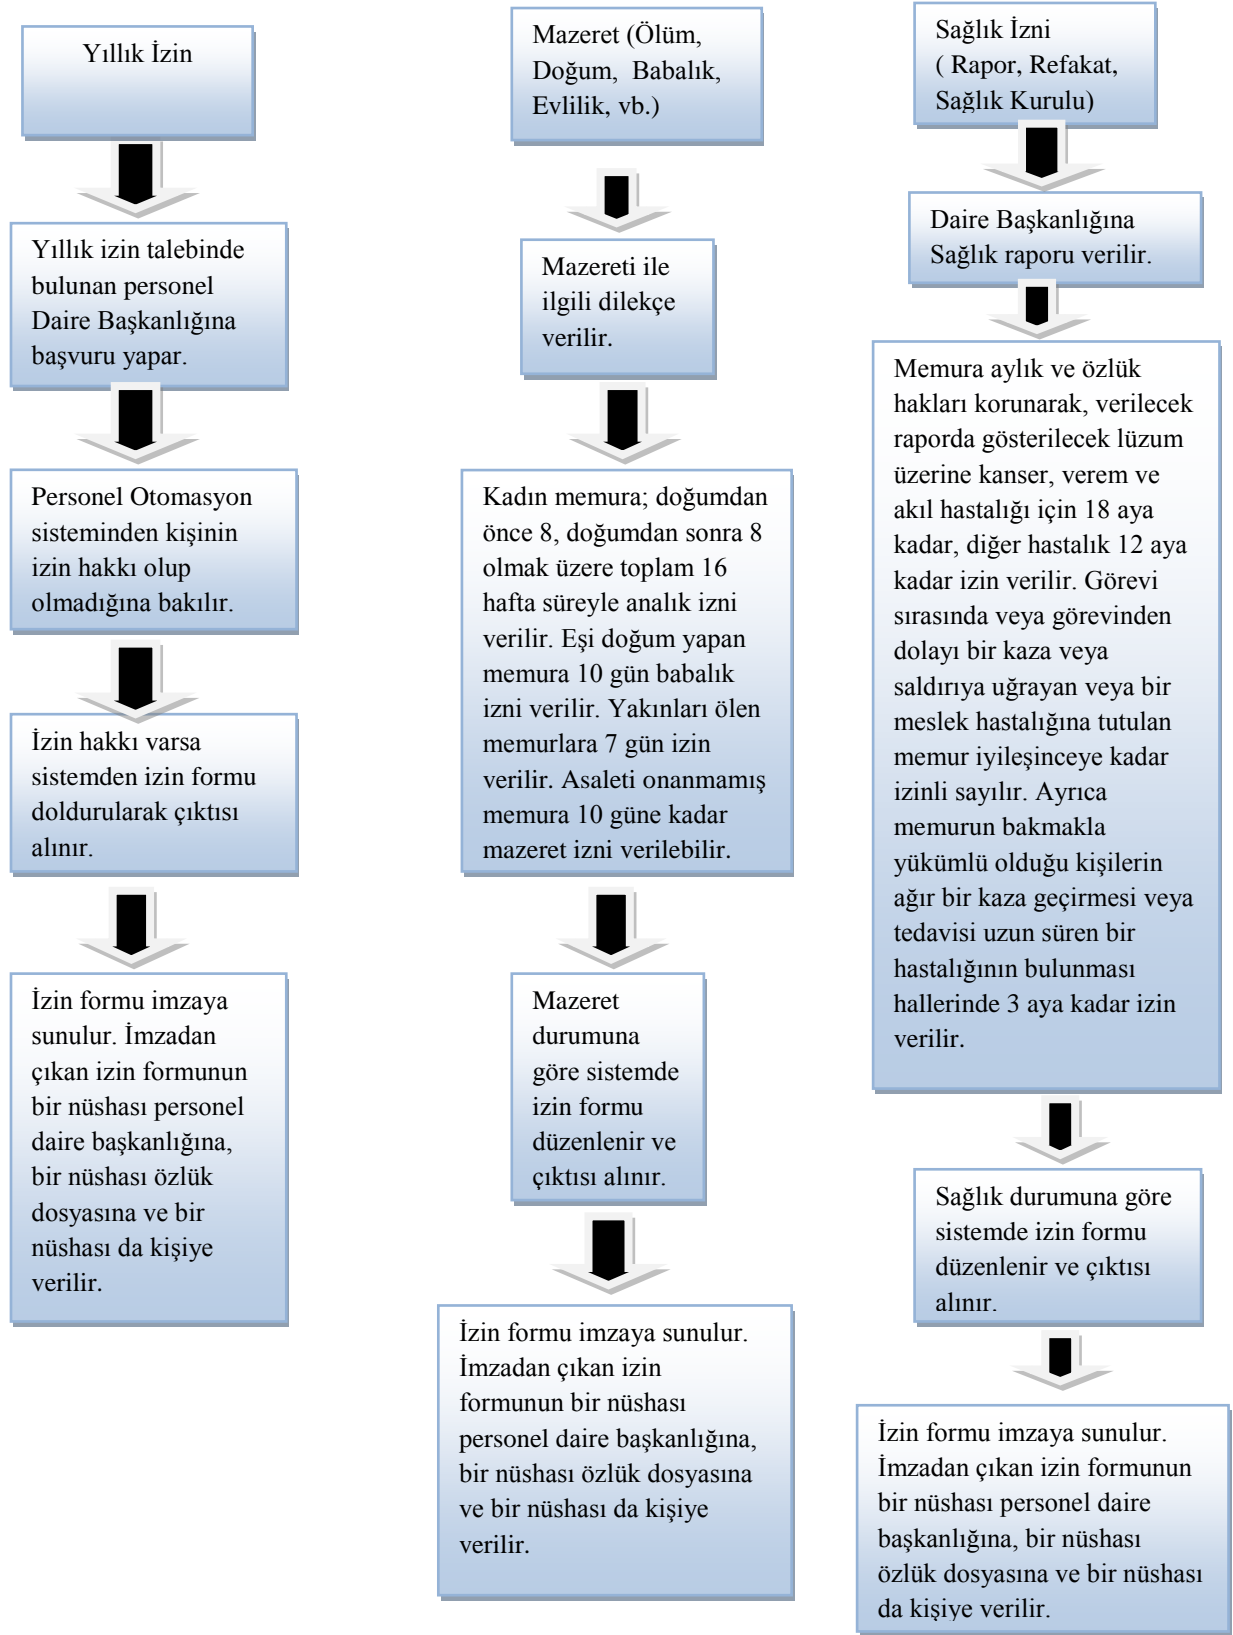 Yıllık İzin
Yıllık izin talebinde
bulunan personel
Daire Başkanlığına
başvuru yapar.
Personel Otomasyon
sisteminden kişinin
izin hakkı olup
olmadığına bakılır.
İzin hakkı varsa
sistemden izin formu
doldurularak çıktısı
alınır.
İzin formu imzaya
sunulur. İmzadan
çıkan izin formunun
bir nüshası personel
daire başkanlığına,
bir nüshası özlük
dosyasına ve bir
nüshası da kişiye
verilir.
Mazeret (Ölüm,
Doğum, Babalık,
Evlilik, vb.)
Mazereti ile
ilgili dilekçe
verilir.
Kadın memura; doğumdan
önce 8, doğumdan sonra 8
olmak üzere toplam 16
hafta süreyle analık izni
verilir. Eşi doğum yapan
memura 10 gün babalık
izni verilir. Yakınları ölen
memurlara 7 gün izin
verilir. Asaleti onanmamış
memura 10 güne kadar
mazeret izni verilebilir.
Mazeret
durumuna
göre sistemde
izin formu
düzenlenir ve
çıktısı alınır.
İzin formu imzaya sunulur.
İmzadan çıkan izin
formunun bir nüshası
personel daire başkanlığına,
bir nüshası özlük dosyasına
ve bir nüshası da kişiye
verilir.
Sağlık İzni
( Rapor, Refakat,
Sağlık Kurulu)
Daire Başkanlığına
Sağlık raporu verilir.
Memura aylık ve özlük
hakları korunarak, verilecek
raporda gösterilecek lüzum
üzerine kanser, verem ve
akıl hastalığı için 18 aya
kadar, diğer hastalık 12 aya
kadar izin verilir. Görevi
sırasında veya görevinden
dolayı bir kaza veya
saldırıya uğrayan veya bir
meslek hastalığına tutulan
memur iyileşinceye kadar
izinli sayılır. Ayrıca
memurun bakmakla
yükümlü olduğu kişilerin
ağır bir kaza geçirmesi veya
tedavisi uzun süren bir
hastalığının bulunması
hallerinde 3 aya kadar izin
verilir.
Sağlık durumuna göre
sistemde izin formu
düzenlenir ve çıktısı
alınır.
İzin formu imzaya sunulur.
İmzadan çıkan izin formunun
bir nüshası personel daire
başkanlığına, bir nüshası
özlük dosyasına ve bir nüshası
da kişiye verilir.